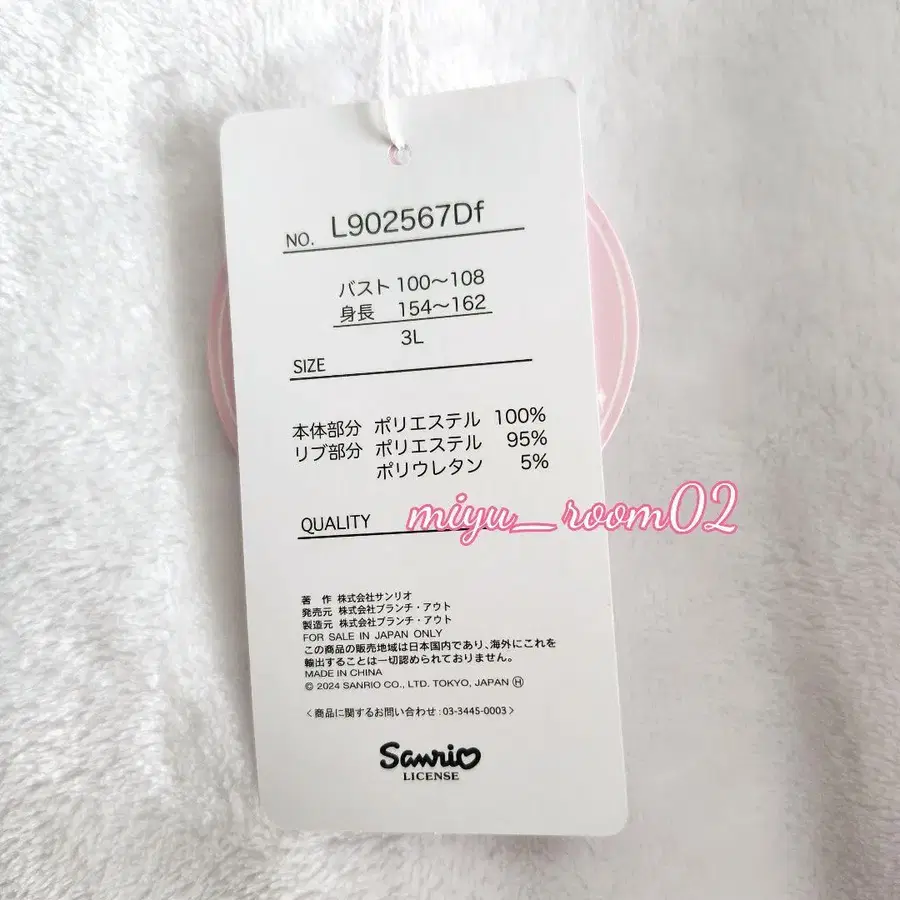 NO. L902567Df
バスト 100～108
身長 154～162
3L
SIZE
本体部分 ポリエステル 100%
リブ部分 ポリエステル 95%
ポリウレタン 5%
QUALITY
miyu_room02
著 作 株式会社サンリオ
発売元 株式会社ブランチ・アウト
製造元 株式会社ブランチ・アウト
FOR SALE IN JAPAN ONLY
この商品の販売地域は日本国内であり、海外にこれを
輸出することは一切認められておりません。
MADE IN CHINA
© 2024 SANRIO CO., LTD. TOKYO, JAPAN Ⓗ
〈商品に関するお問い合わせ：03-3445-0003〉
Sanrio
LICENSE